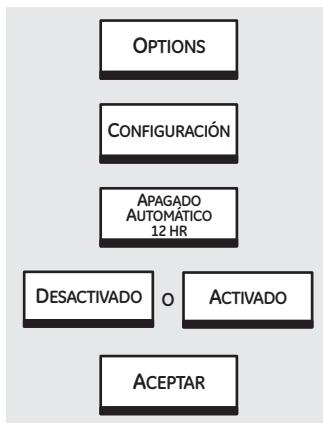 OPTIONS
CONFIGURACIÓN
APAGADO
AUTOMÁTICO
12 HR
DESACTIVADO O ACTIVADO
ACEPTAR